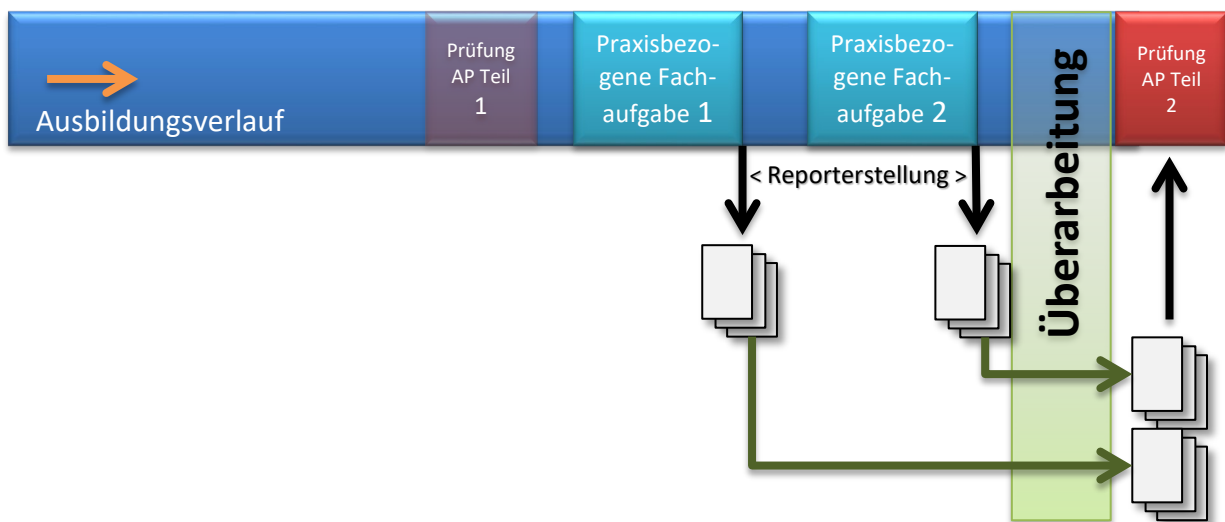 Ausbildungsverlauf
Prüfung
AP Teil
1
Praxisbezo-
gene Fach-
aufgabe 1
Praxisbezo-
gene Fach-
aufgabe 2
Überarbeitung
Prüfung
AP Teil
2
< Reporterstellung >